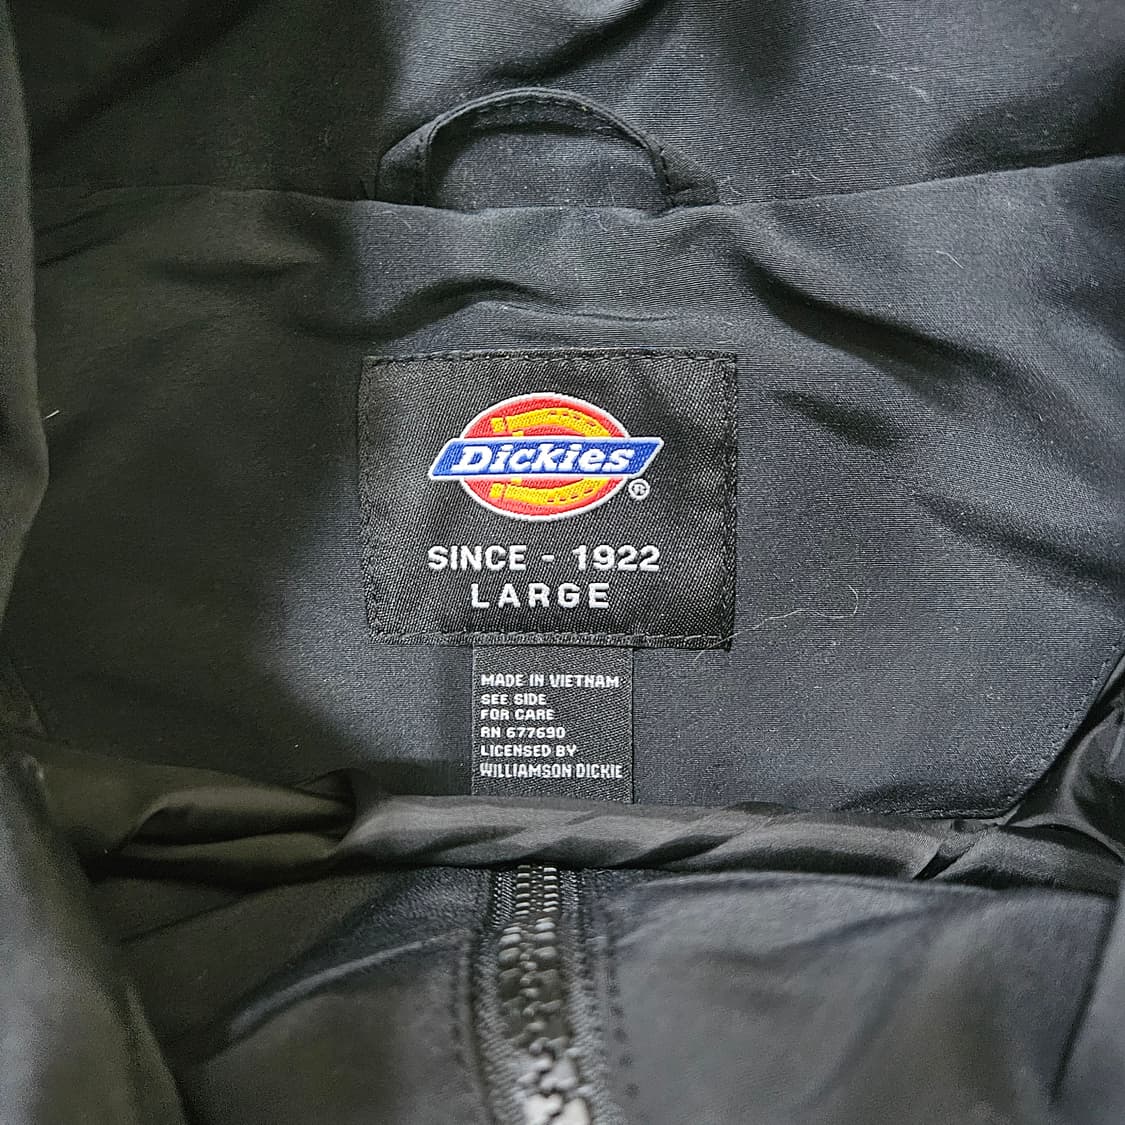 Dickies®
SINCE - 1922
LARGE
MADE IN VIETNAM
SEE SIDE
FOR CARE
RN 677690
LICENSED BY
WILLIAMSON DICKIE